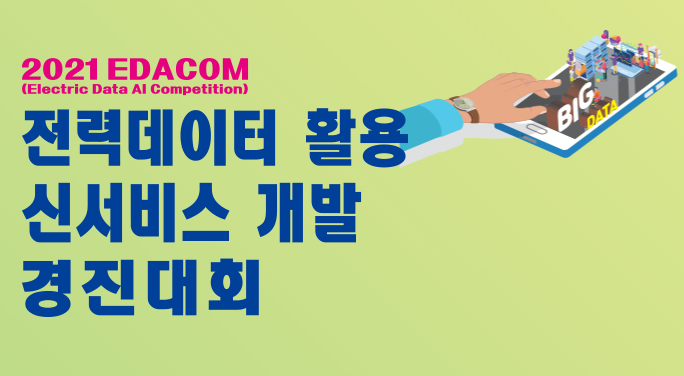 2021 EDACOM
(Electric Data AI Competition)
전력데이터 활용
신서비스 개발
경진대회
BIG
DATA